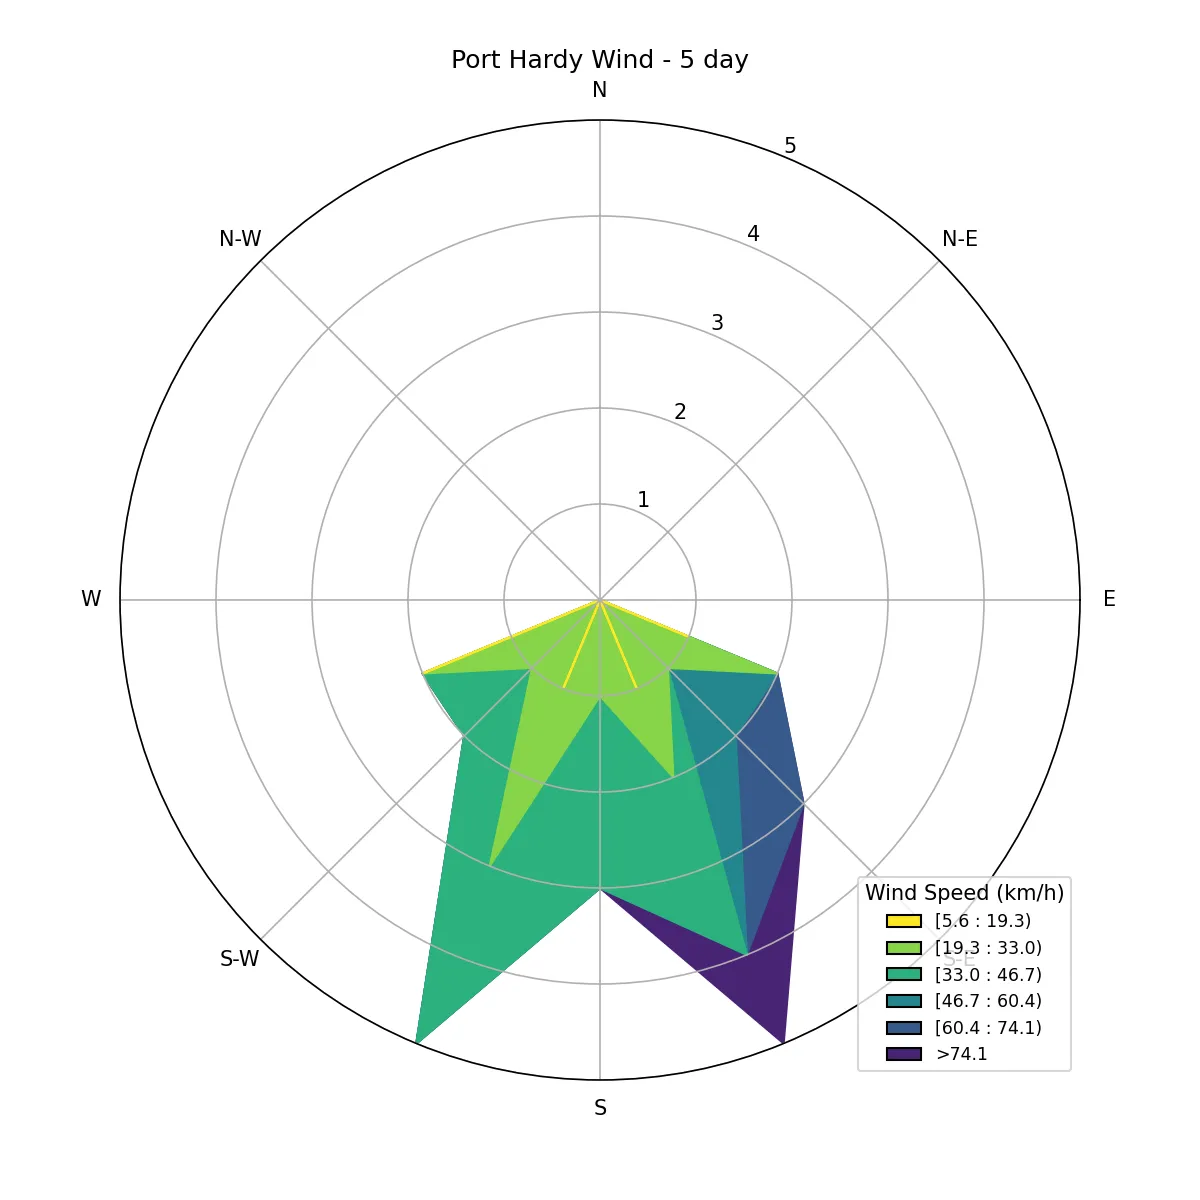 Port Hardy Wind - 5 day
N
5
N-W
4
N-E
3
2
1
W
E
Wind Speed (km/h)
[5.6 : 19.3)
[19.3 : 33.0)
S-W
S-E
[33.0 : 46.7)
[46.7 : 60.4)
[60.4 : 74.1)
>74.1
S